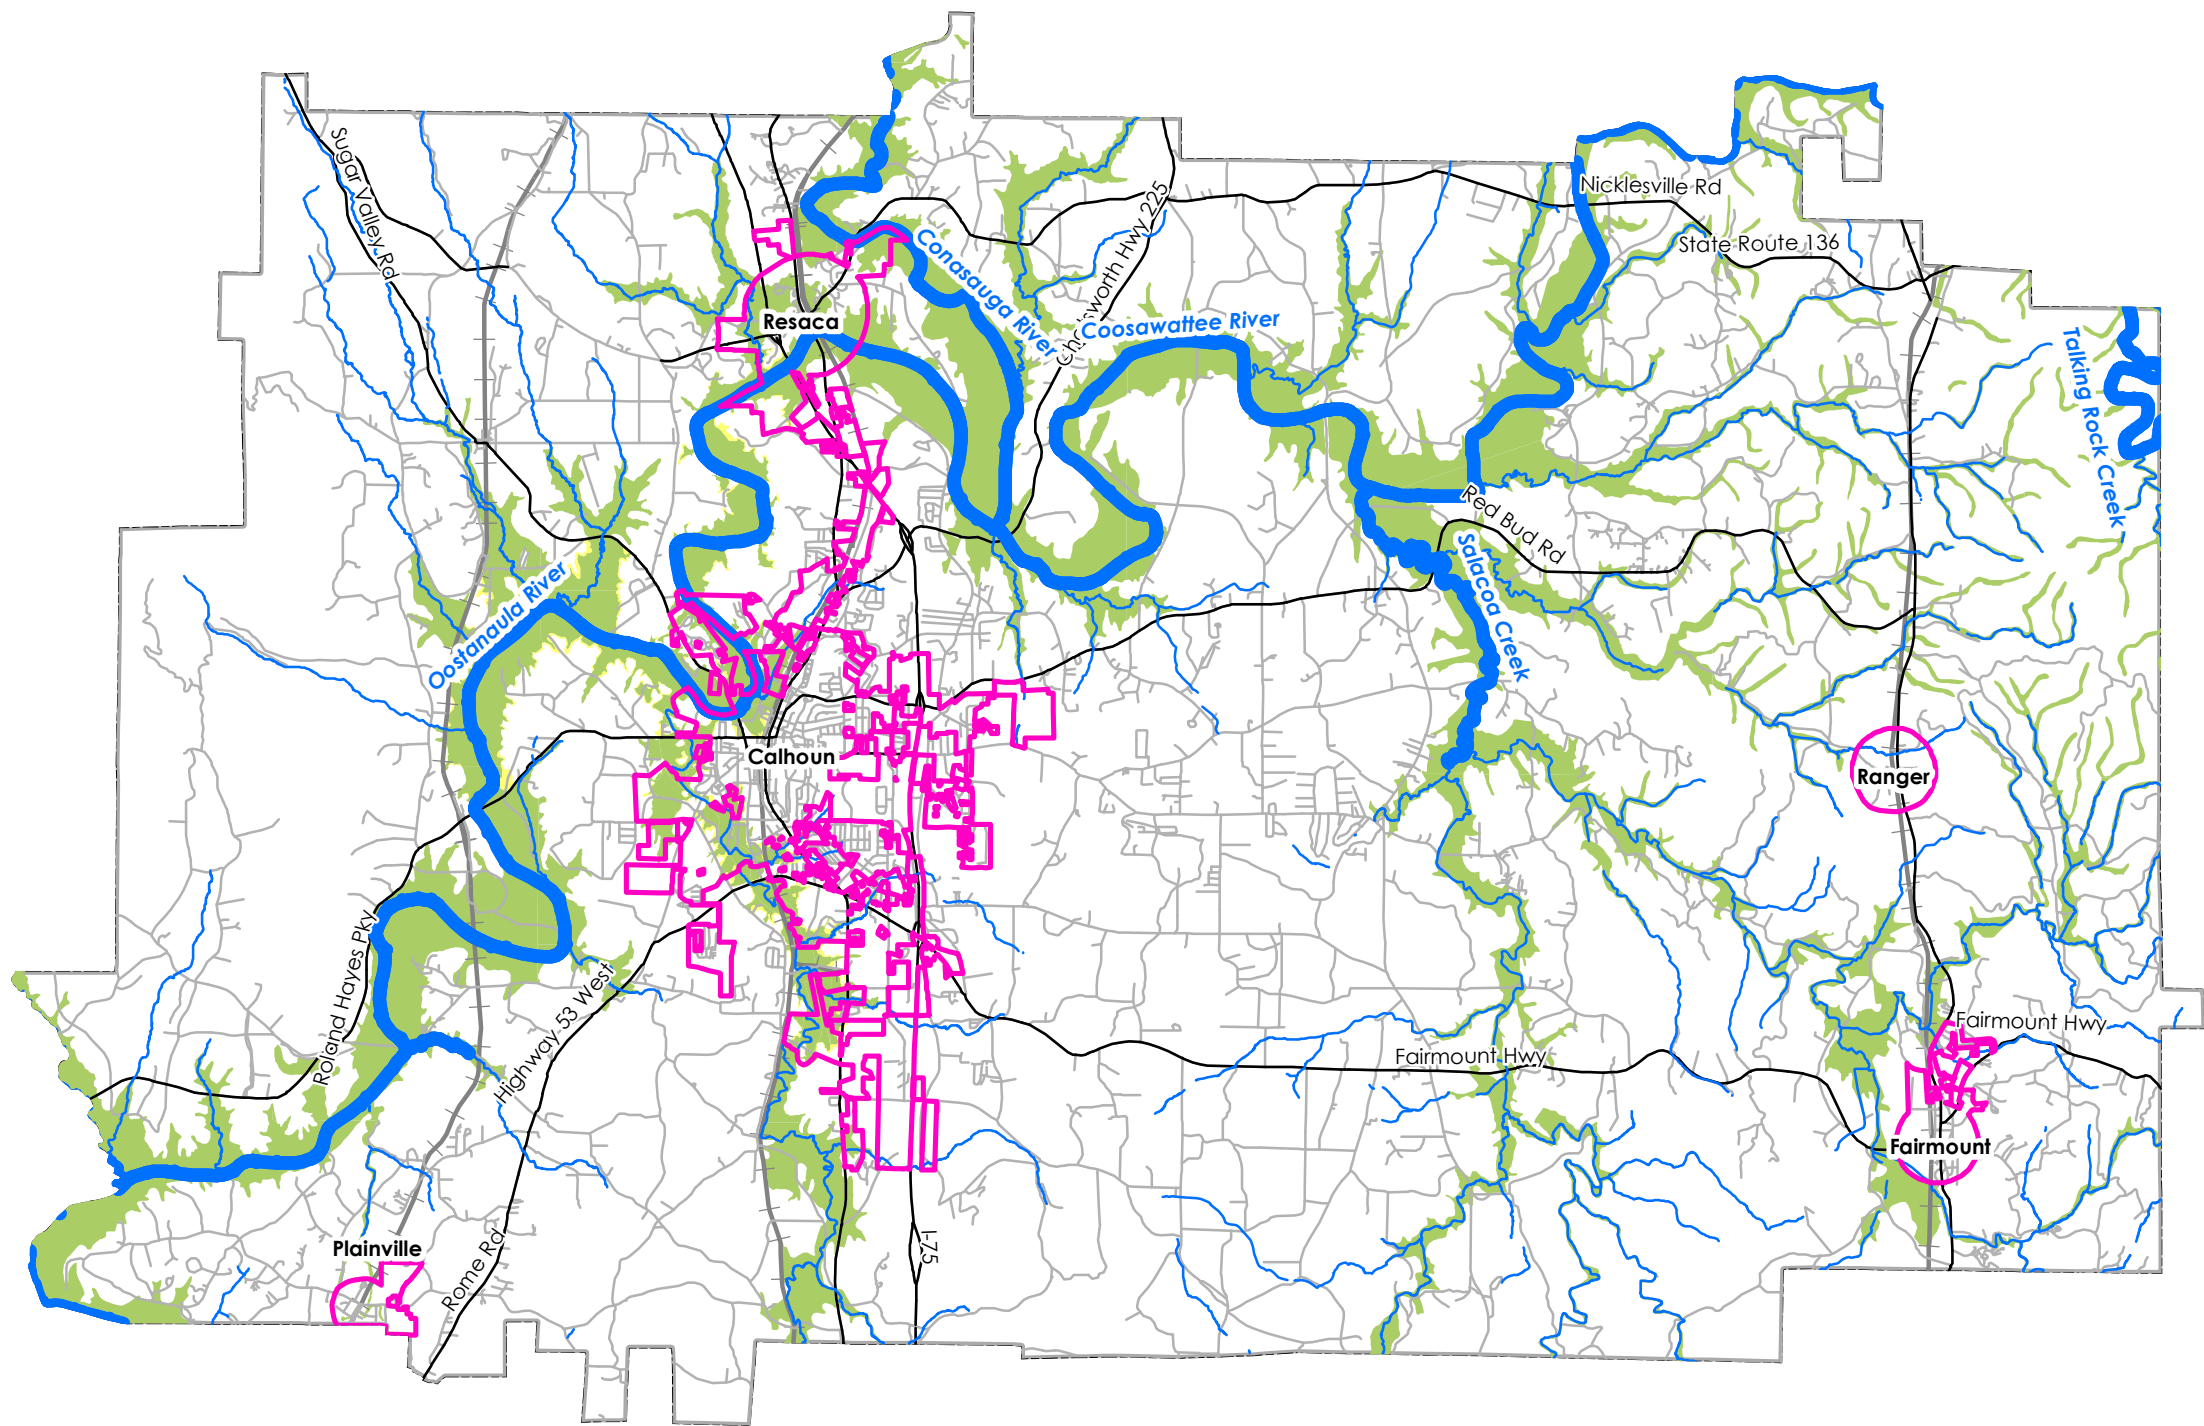 Sugar Valley Rd
Nicklesville Rd
State Route 136
Chatsworth Hwy 225
Conasauga River
Resaca
Coosawattee River
Talking Rock Creek
Red Bud Rd
Salacoa Creek
Oostanaula River
Calhoun
Ranger
Roland Hayes Pky
Highway 53 West
Fairmount Hwy
Fairmount Hwy
Fairmount
Plainville
Rome Rd
I-75